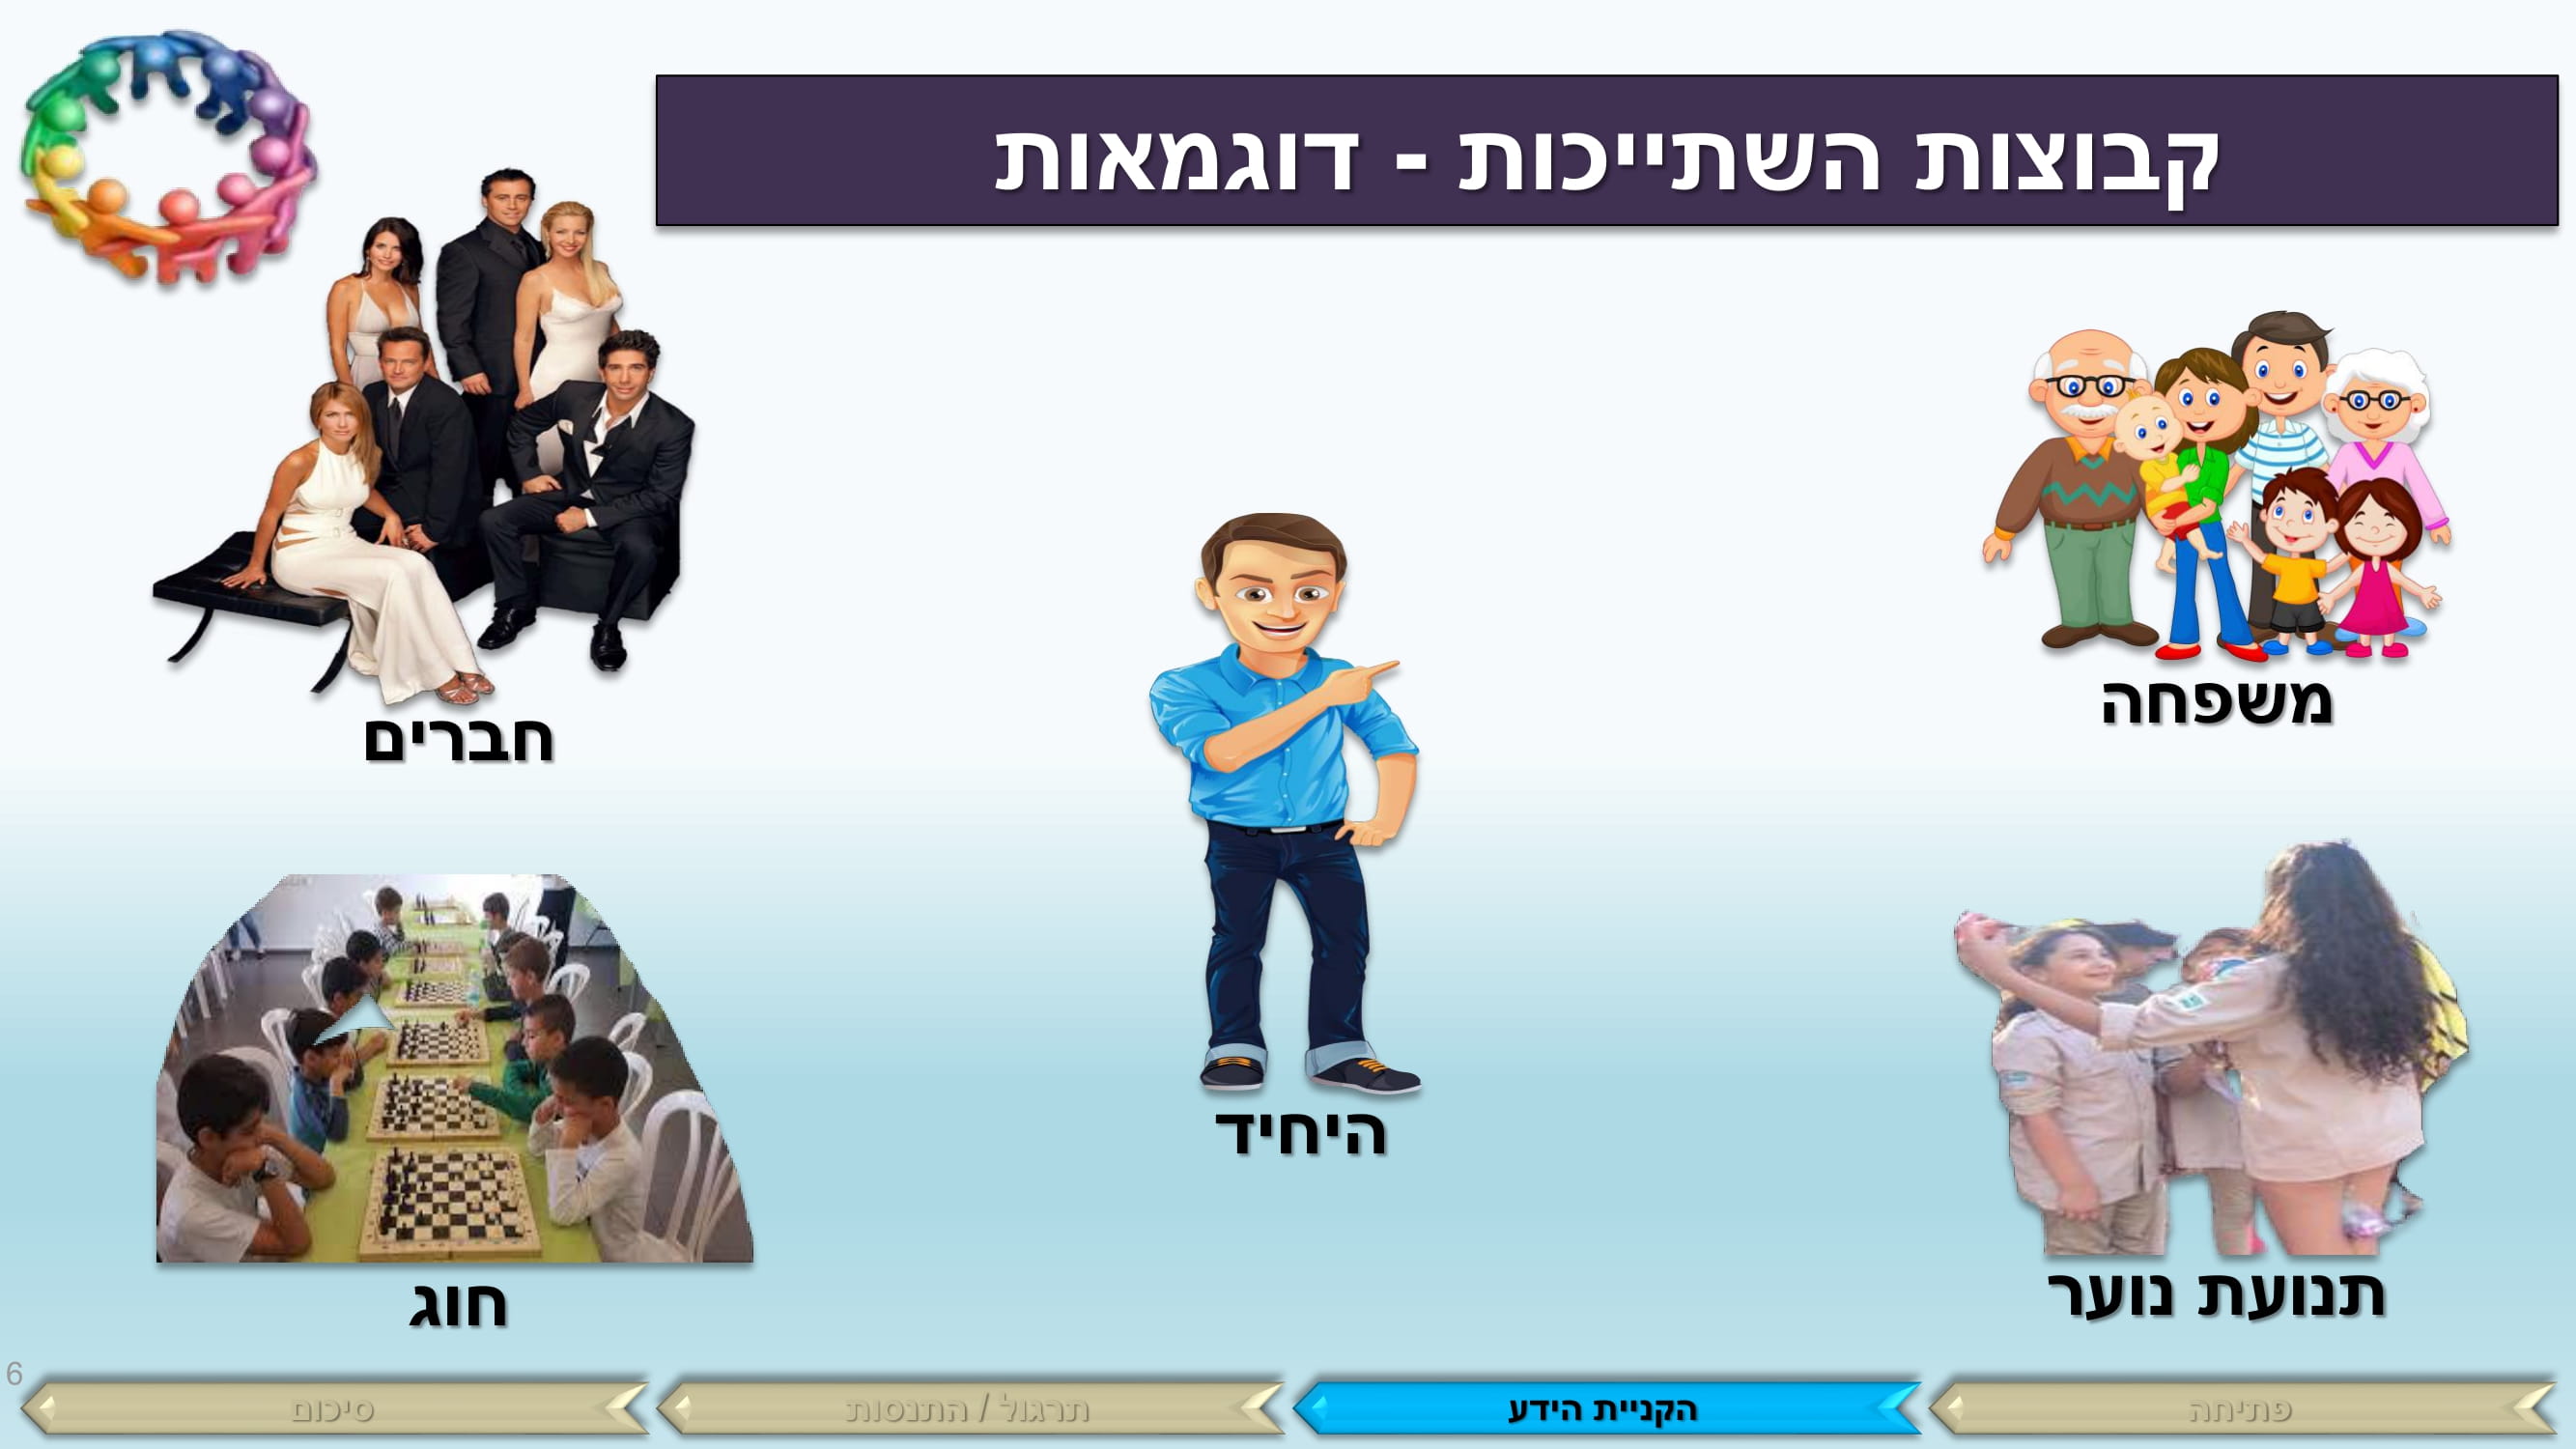 קבוצות השתייכות - דוגמאות
משפחה
חברים
היחיד
תנועת נוער
חוג
פתיחה
הקניית הידע
תרגול / התנסות
סיכום
6